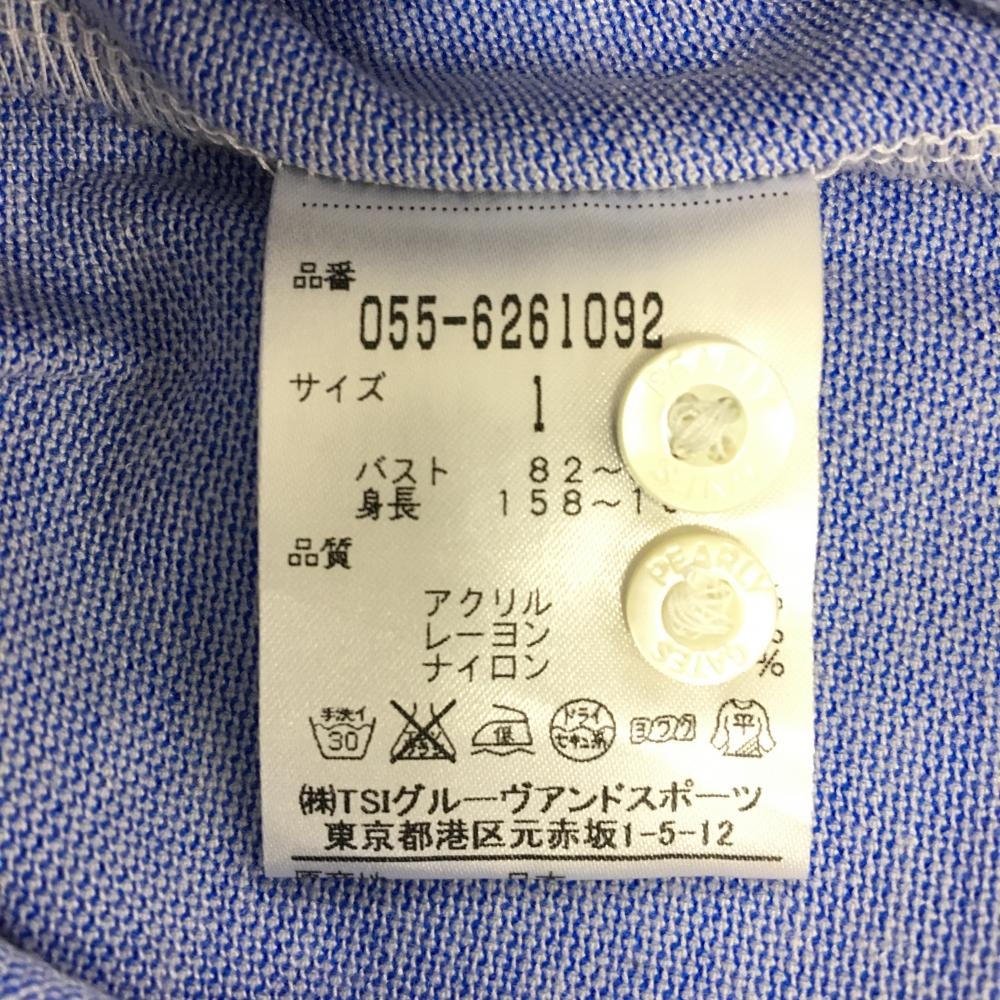 品番
055-6261092
サイズ 1
バスト 82～
身長 158～1
品質
アクリル
レーヨン
ナイロン %
PEARLY GATES
PEARLY GATES
手洗イ 30 低 ドライ セキユ系 ヨワク 平
㈱TSIグルーヴアンドスポーツ
東京都港区元赤坂1-5-12